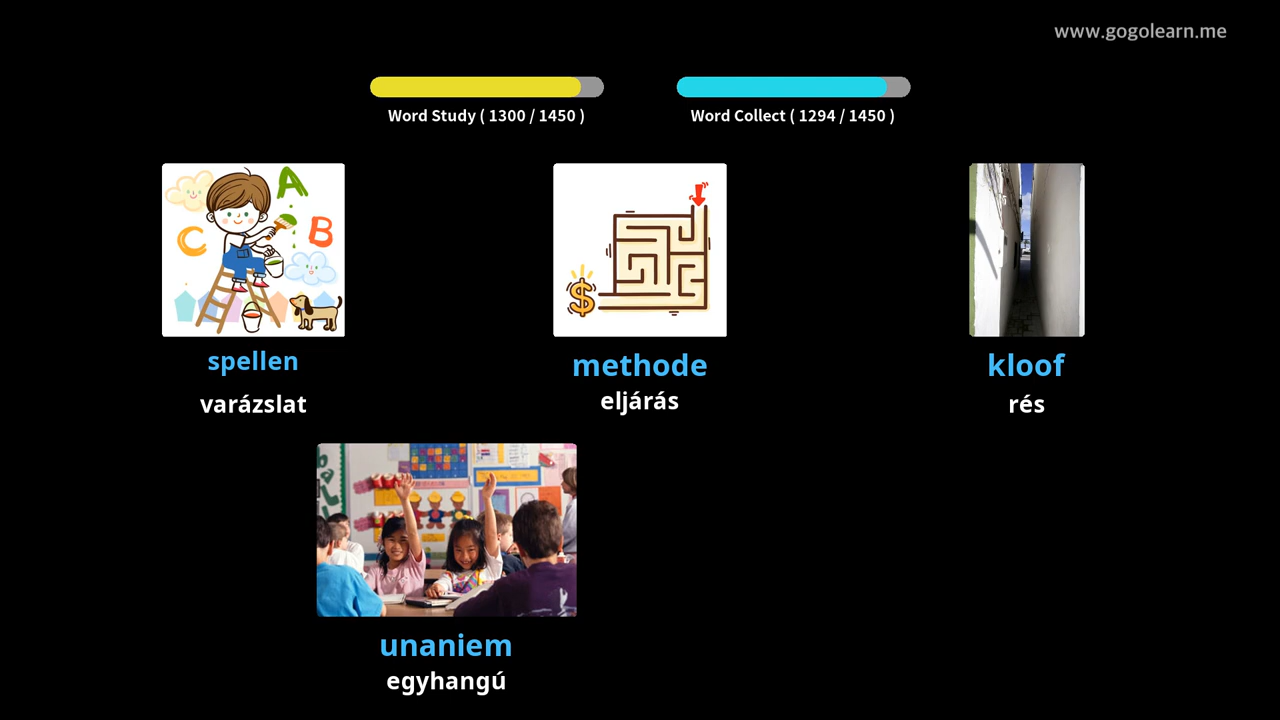 www.gogolearn.me
Word Study ( 1300 / 1450 )
Word Collect ( 1294 / 1450 )
A
B
C
spellen
methode
kloof
varázslat
eljárás
rés
$
unaniem
egyhangú